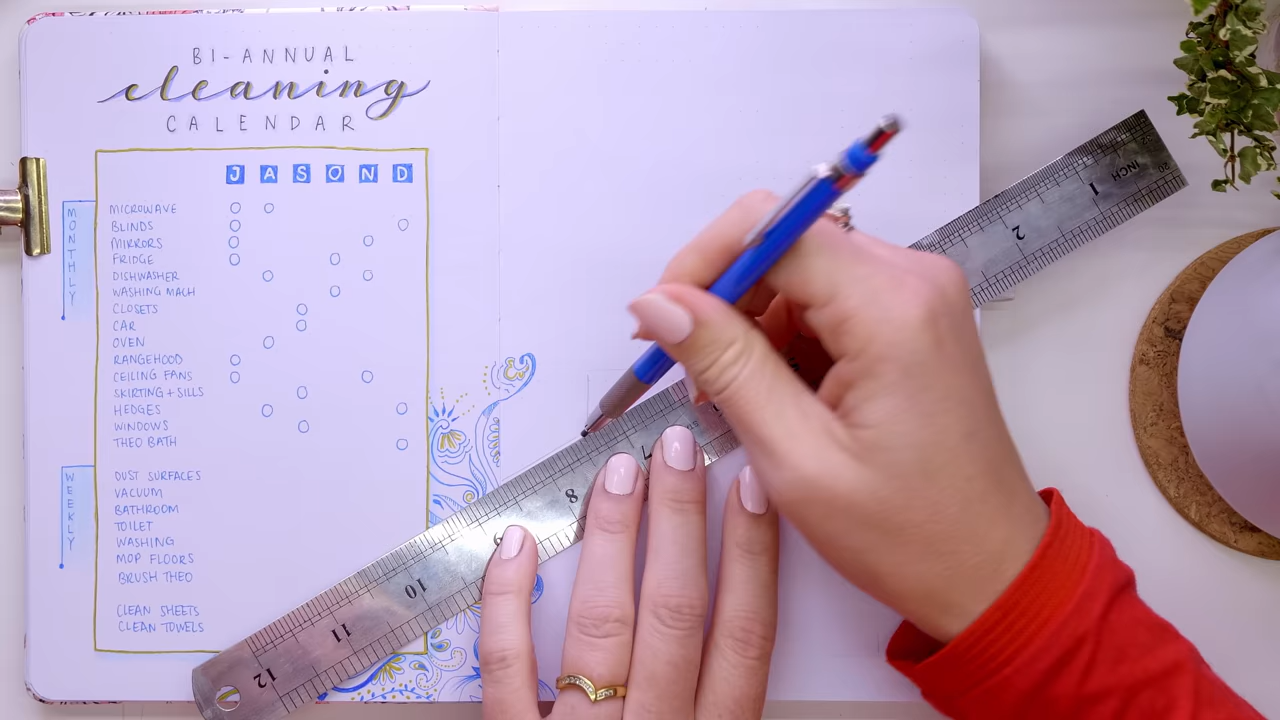 BI-ANNUAL
cleaning
CALENDAR
J A S O N D
MONTHLY
MICROWAVE
BLINDS
MIRRORS
FRIDGE
DISHWASHER
WASHING MACH
CLOSETS
CAR
OVEN
RANGEHOOD
CEILING FANS
SKIRTING + SILLS
HEDGES
WINDOWS
THEO BATH
WEEKLY
DUST SURFACES
VACUUM
BATHROOM
TOILET
WASHING
MOP FLOORS
BRUSH THEO
CLEAN SHEETS
CLEAN TOWELS
INCH
1
2
7
8
9
10
11
12